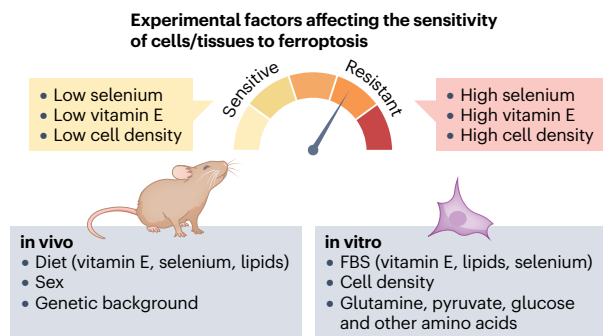 Experimental factors affecting the sensitivity
of cells/tissues to ferroptosis
Sensitive
Resistant
• Low selenium
• Low vitamin E
• Low cell density
• High selenium
• High vitamin E
• High cell density
in vivo
• Diet (vitamin E, selenium, lipids)
• Sex
• Genetic background
in vitro
• FBS (vitamin E, lipids, selenium)
• Cell density
• Glutamine, pyruvate, glucose
and other amino acids